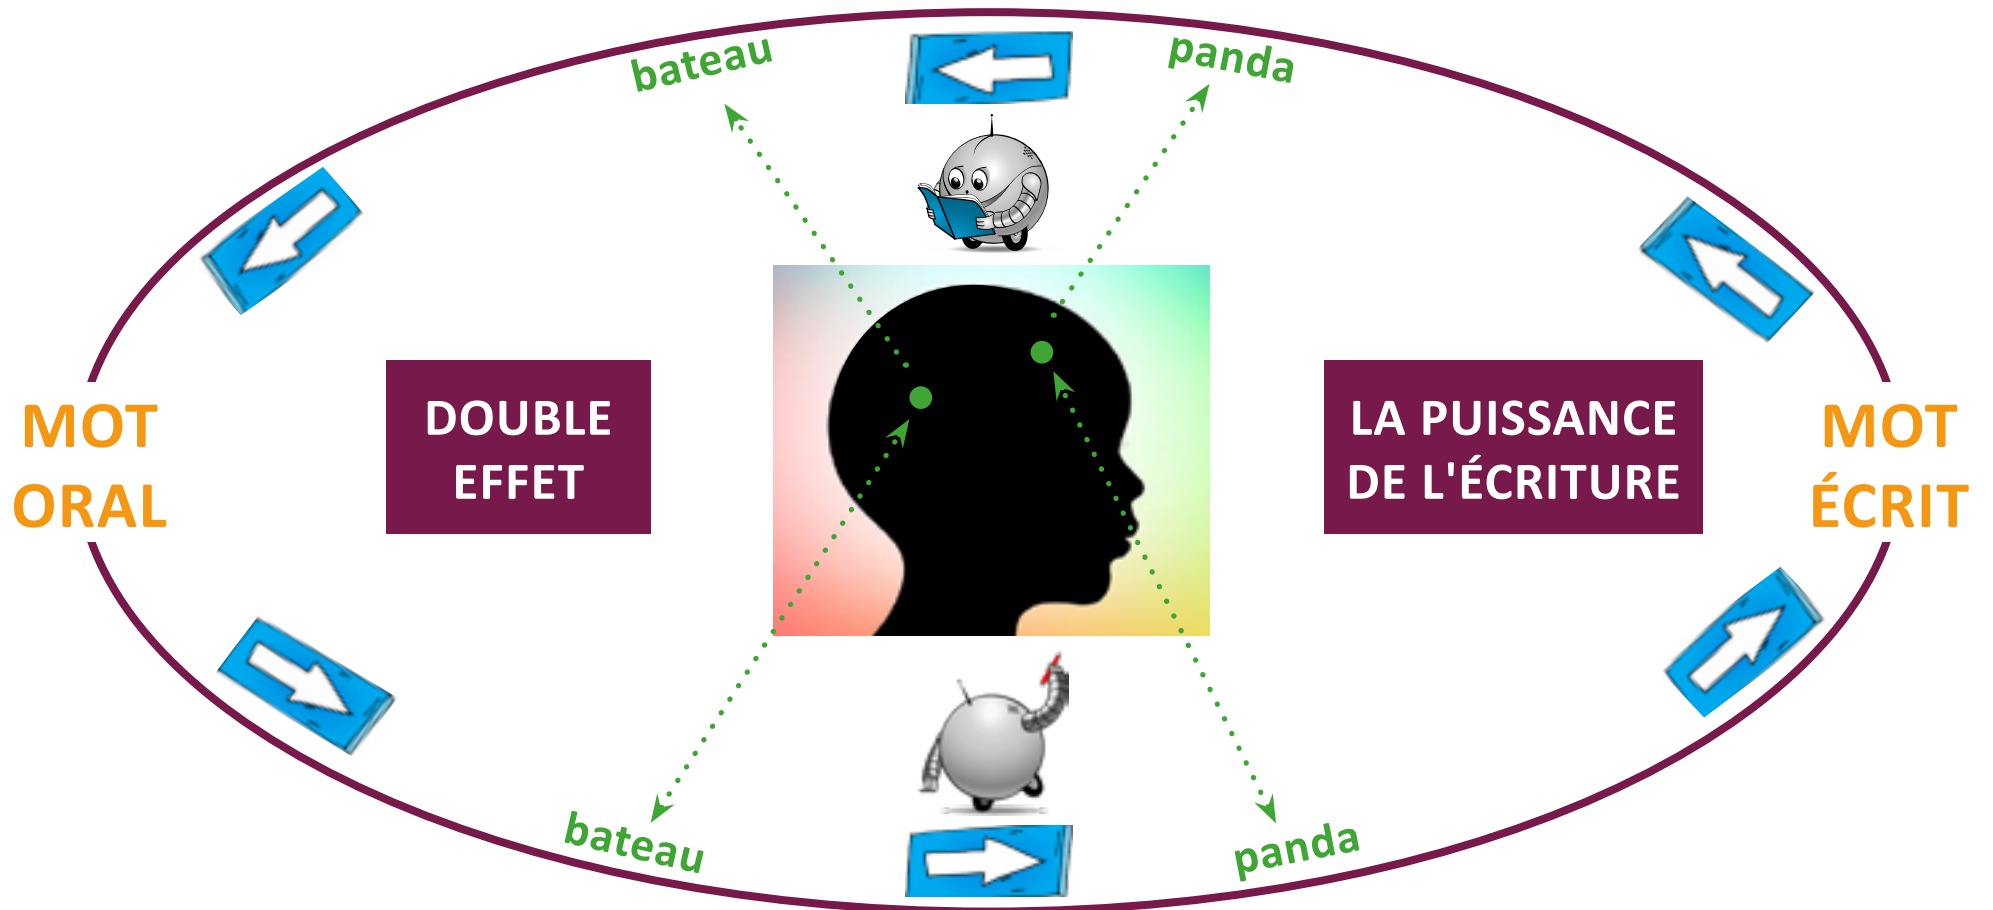 bateau
panda
MOT
ORAL
DOUBLE
EFFET
LA PUISSANCE
DE L'ÉCRITURE
MOT
ÉCRIT
bateau
panda